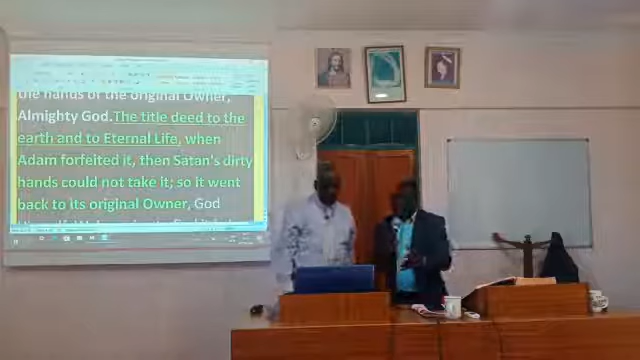 the hands of the original Owner,
Almighty God.The title deed to the
earth and to Eternal Life, when
Adam forfeited it, then Satan's dirty
hands could not take it; so it went
back to its original Owner, God